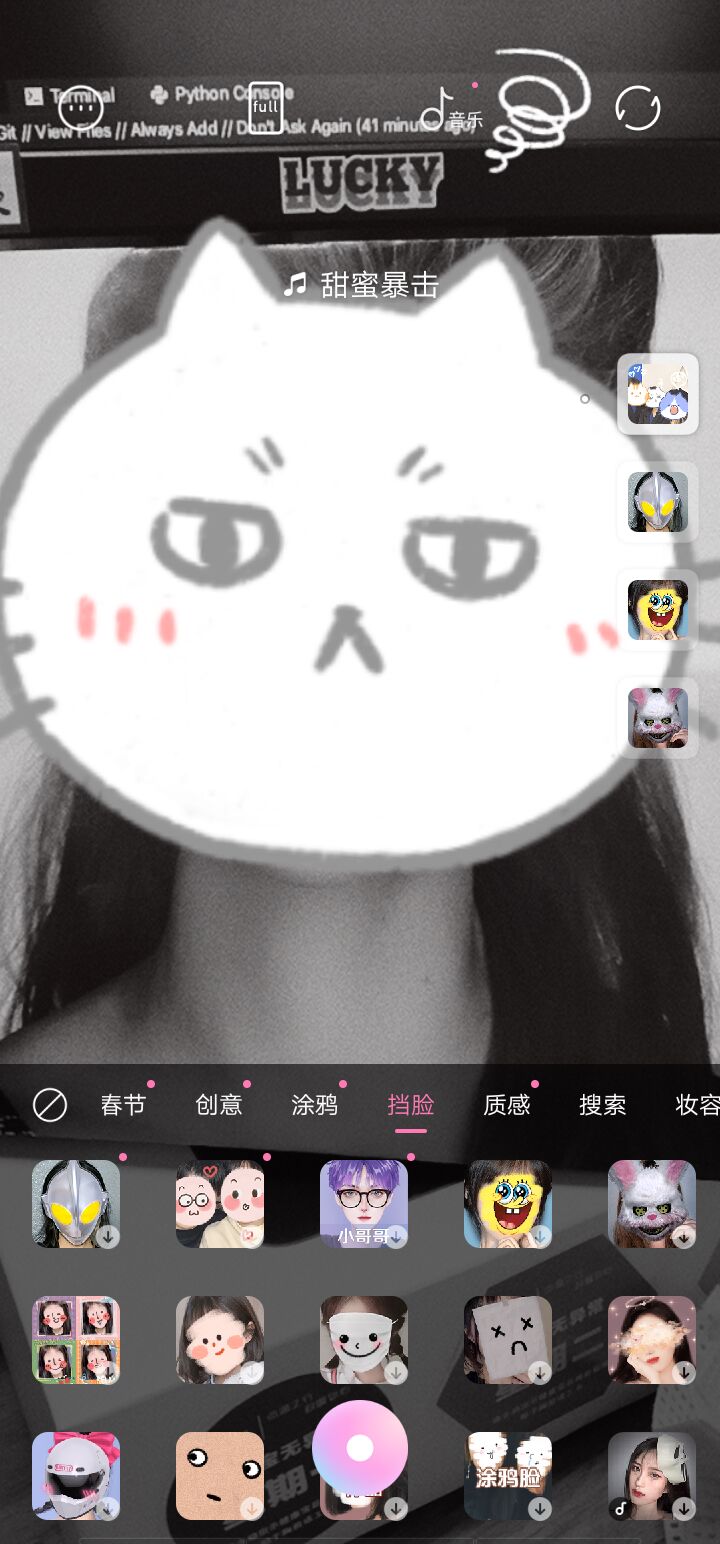 Terminal
Python Console
full
音乐
Git // View Files // Always Add // Don't Ask Again (41 minutes ago)
LUCKY
甜蜜暴击
春节
创意
涂鸦
挡脸
质感
搜索
妆容
小哥哥
涂鸦脸